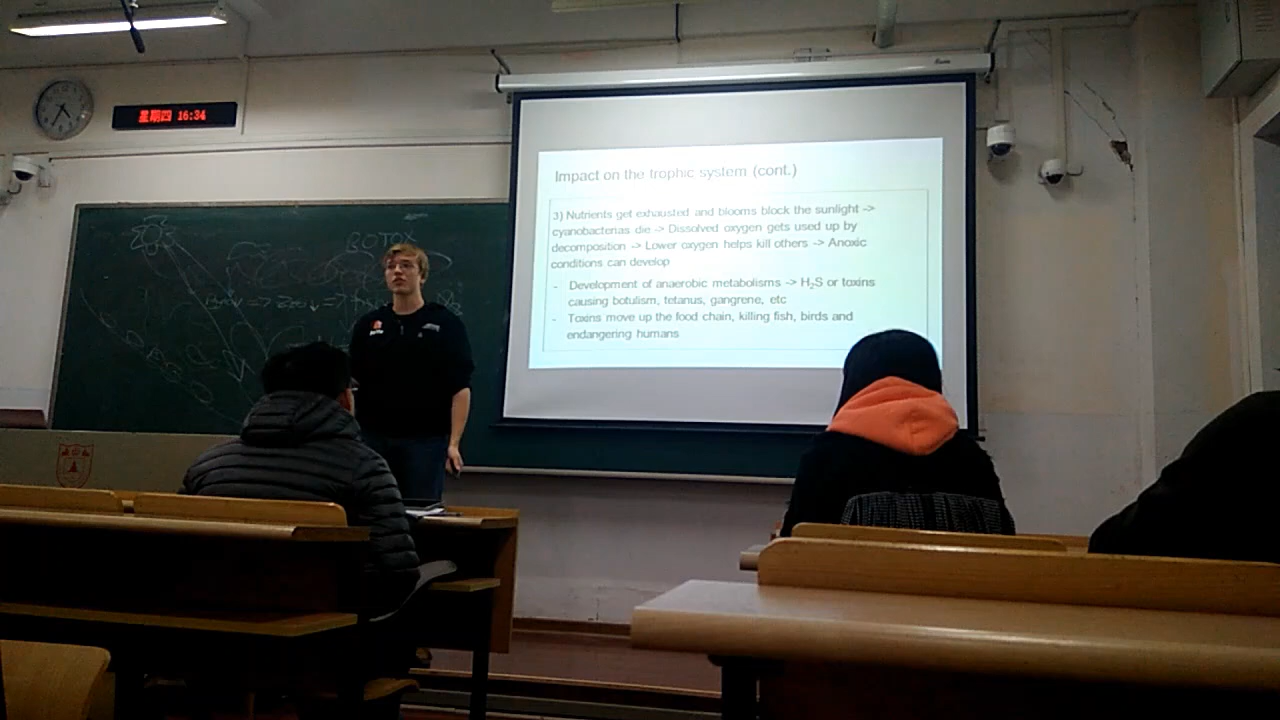 星期四 16:34
Impact on the trophic system (cont.)
3) Nutrients get exhausted and blooms block the sunlight ->
cyanobacterias die -> Dissolved oxygen gets used up by
decomposition -> Lower oxygen helps kill others -> Anoxic
conditions can develop
- Development of anaerobic metabolisms -> H₂S or toxins
causing botulism, tetanus, gangrene, etc
- Toxins move up the food chain, killing fish, birds and
endangering humans
BOTOX